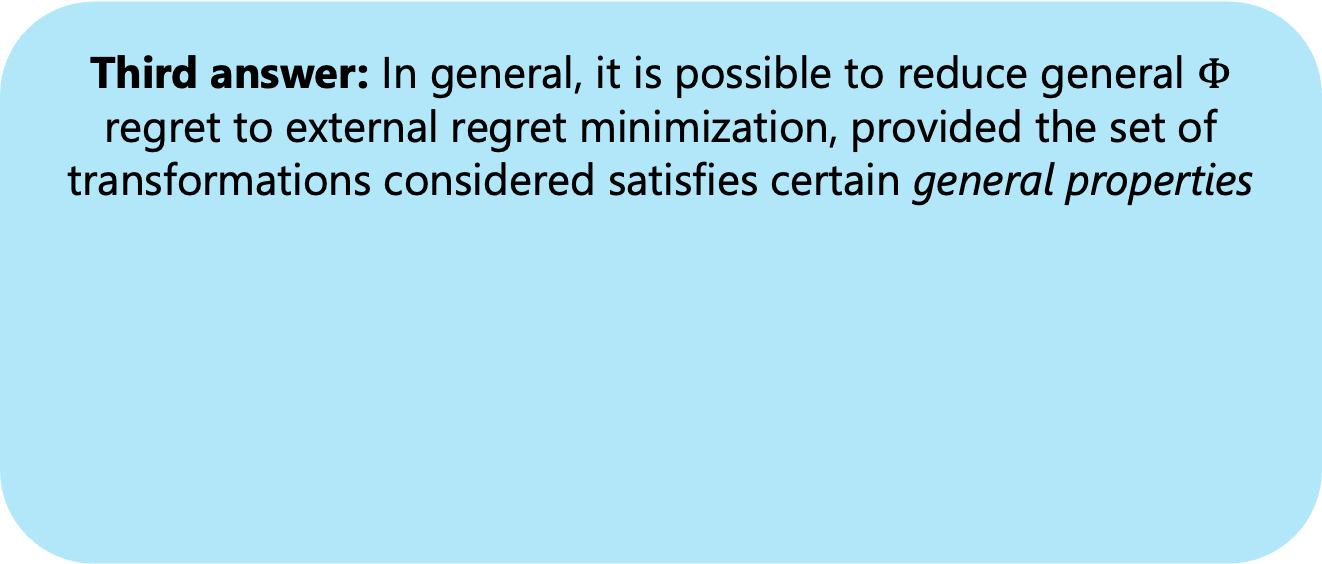 Third answer: In general, it is possible to reduce general Φ
regret to external regret minimization, provided the set of
transformations considered satisfies certain general properties